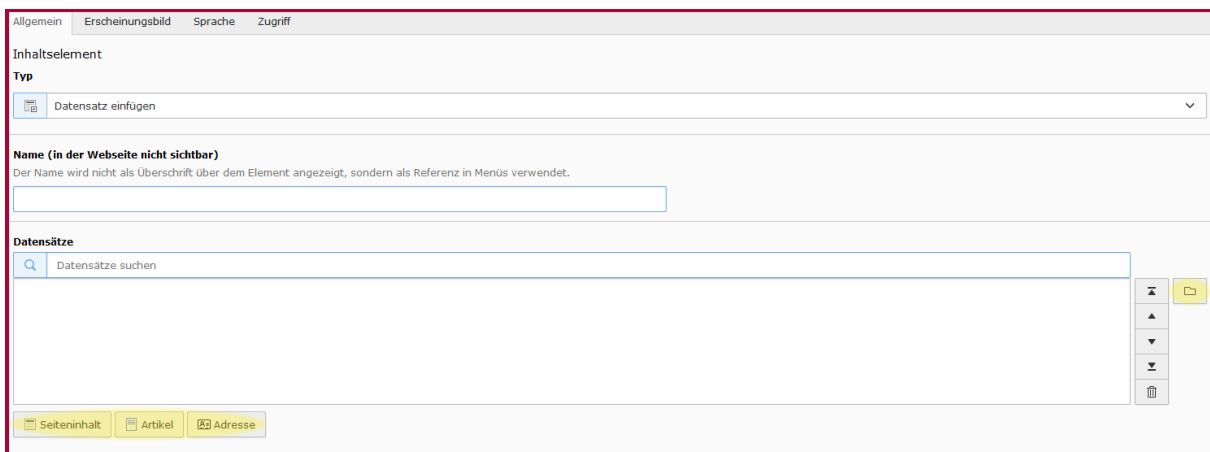 Allgemein Erscheinungsbild Sprache Zugriff
Inhaltselement
Typ
Datensatz einfügen
Name (in der Webseite nicht sichtbar)
Der Name wird nicht als Überschrift über dem Element angezeigt, sondern als Referenz in Menüs verwendet.
Datensätze
Datensätze suchen
Seiteninhalt Artikel Adresse